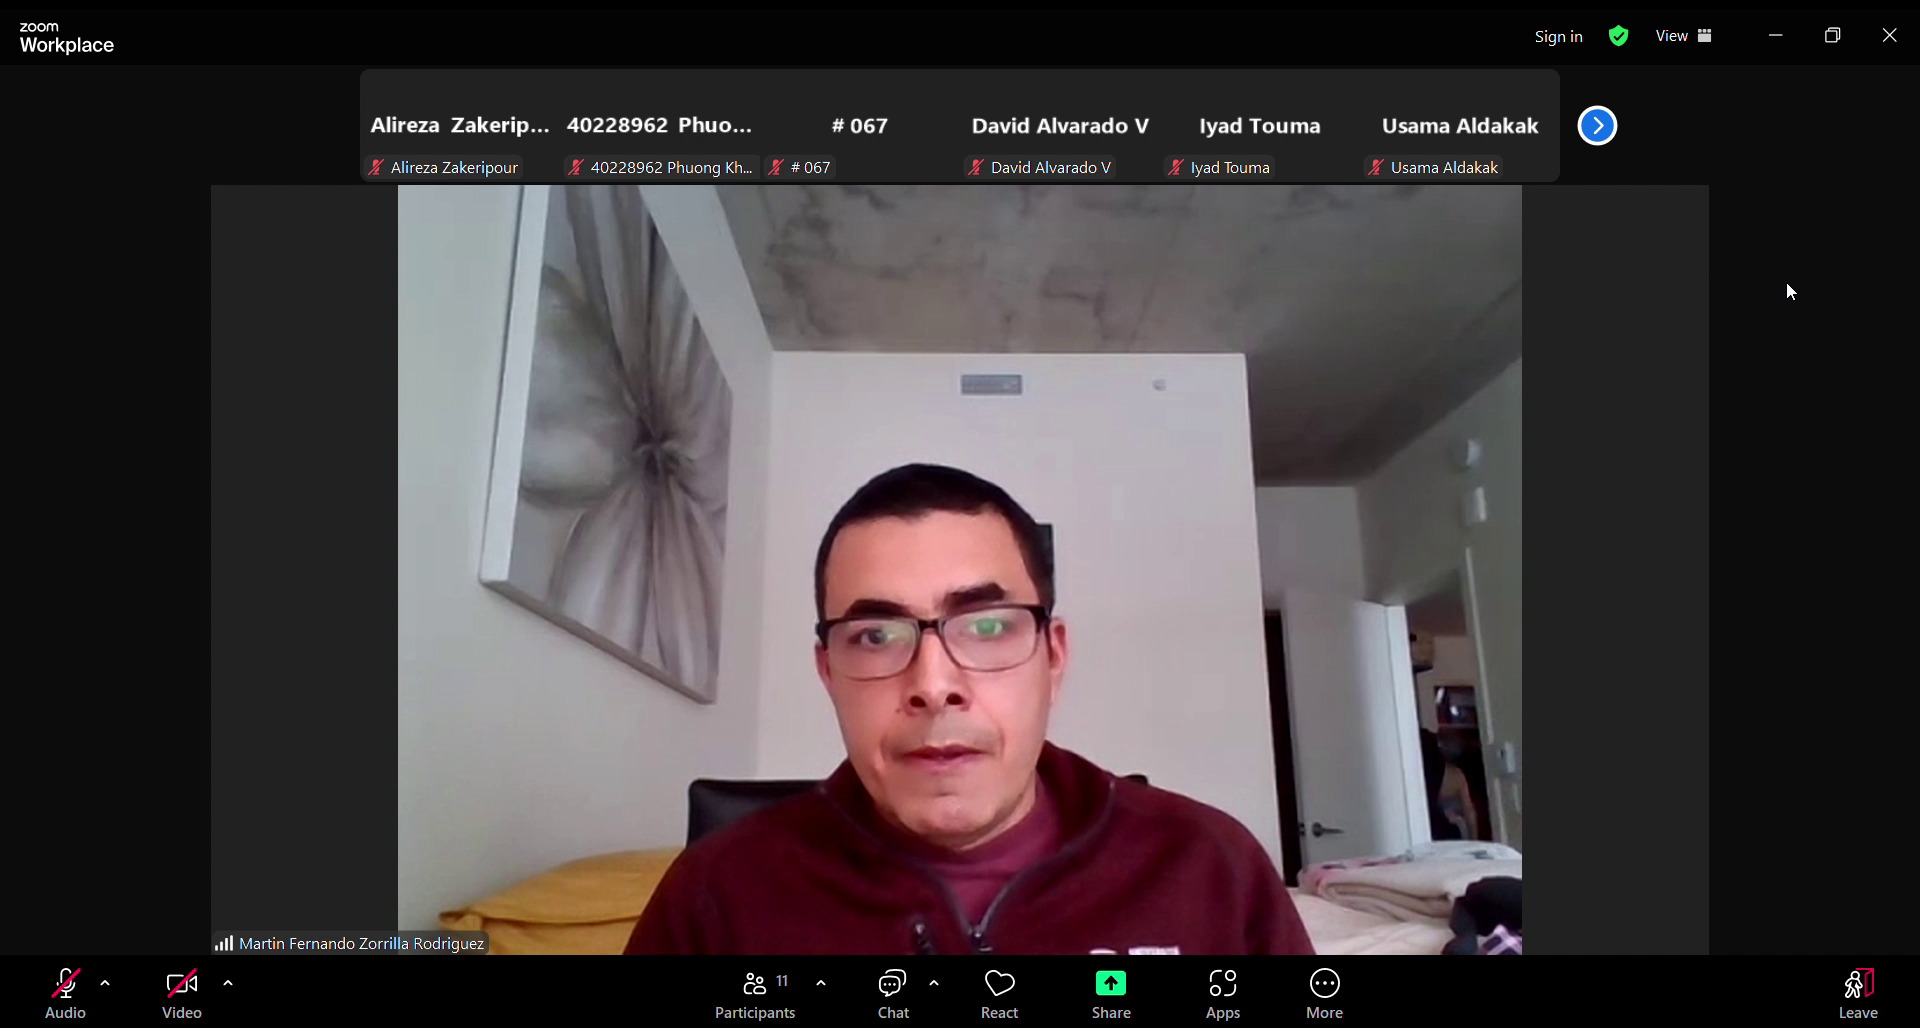 zoom
Workplace
Sign in
View
Alireza Zakerip...
40228962 Phuo...
# 067
David Alvarado V
Iyad Touma
Usama Aldakak
Alireza Zakeripour
40228962 Phuong Kh...
# 067
David Alvarado V
Iyad Touma
Usama Aldakak
Martin Fernando Zorrilla Rodriguez
Audio
Video
11
Participants
Chat
React
Share
Apps
More
Leave